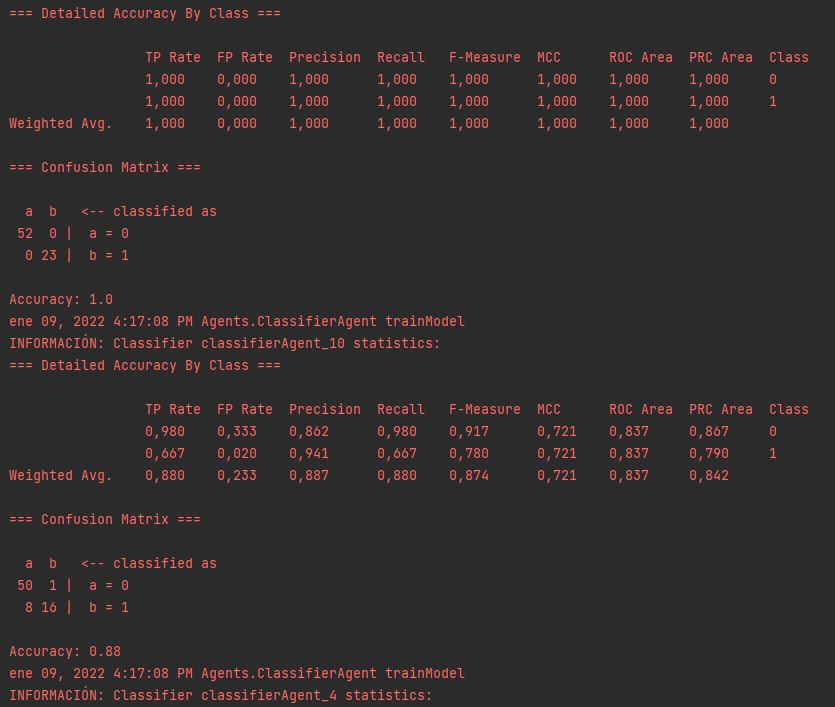 === Detailed Accuracy By Class ===
TP Rate  FP Rate  Precision  Recall   F-Measure  MCC      ROC Area  PRC Area  Class
1,000    0,000    1,000      1,000    1,000      1,000    1,000     1,000     0
1,000    0,000    1,000      1,000    1,000      1,000    1,000     1,000     1
Weighted Avg.    1,000    0,000    1,000      1,000    1,000      1,000    1,000     1,000
=== Confusion Matrix ===
a  b   <-- classified as
52  0 |  a = 0
0 23 |  b = 1
Accuracy: 1.0
ene 09, 2022 4:17:08 PM Agents.ClassifierAgent trainModel
INFORMACIÓN: Classifier classifierAgent_10 statistics:
=== Detailed Accuracy By Class ===
TP Rate  FP Rate  Precision  Recall   F-Measure  MCC      ROC Area  PRC Area  Class
0,980    0,333    0,862      0,980    0,917      0,721    0,837     0,867     0
0,667    0,020    0,941      0,667    0,780      0,721    0,837     0,790     1
Weighted Avg.    0,880    0,233    0,887      0,880    0,874      0,721    0,837     0,842
=== Confusion Matrix ===
a  b   <-- classified as
50  1 |  a = 0
8 16 |  b = 1
Accuracy: 0.88
ene 09, 2022 4:17:08 PM Agents.ClassifierAgent trainModel
INFORMACIÓN: Classifier classifierAgent_4 statistics: